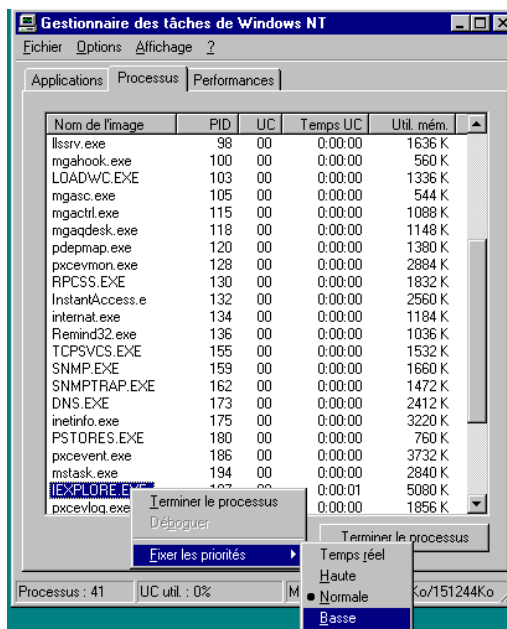 Gestionnaire des tâches de Windows NT
Fichier Options Affichage ?
Applications Processus Performances
Nom de l'image PID UC Temps UC Util. mém.
llssrv.exe 98 00 0:00:00 1636 K
mgahook.exe 100 00 0:00:00 560 K
LOADWC.EXE 103 00 0:00:00 1336 K
mgasc.exe 105 00 0:00:00 544 K
mgactrl.exe 115 00 0:00:00 1088 K
mgaqdesk.exe 118 00 0:00:00 1148 K
pdepmap.exe 120 00 0:00:00 1380 K
pxcevmon.exe 128 00 0:00:00 2884 K
RPCSS.EXE 130 00 0:00:00 1832 K
InstantAccess.e 132 00 0:00:00 2560 K
internat.exe 134 00 0:00:00 1184 K
Remind32.exe 136 00 0:00:00 1036 K
TCPSVCS.EXE 155 00 0:00:00 1532 K
SNMP.EXE 159 00 0:00:00 1660 K
SNMPTRAP.EXE 162 00 0:00:00 1472 K
DNS.EXE 173 00 0:00:00 2412 K
inetinfo.exe 175 00 0:00:00 3220 K
PSTORES.EXE 180 00 0:00:00 760 K
pxcevent.exe 186 00 0:00:00 3732 K
mstask.exe 194 00 0:00:00 2840 K
IEXPLORE.EXE 0:00:01 5080 K
pxcevlog.exe 0:00:00 1856 K
Terminer le processus
Déboguer
Fixer les priorités
Terminer le processus
Temps réel
Haute
Normale
Basse
Processus : 41 UC util. : 0% M Ko/151244Ko